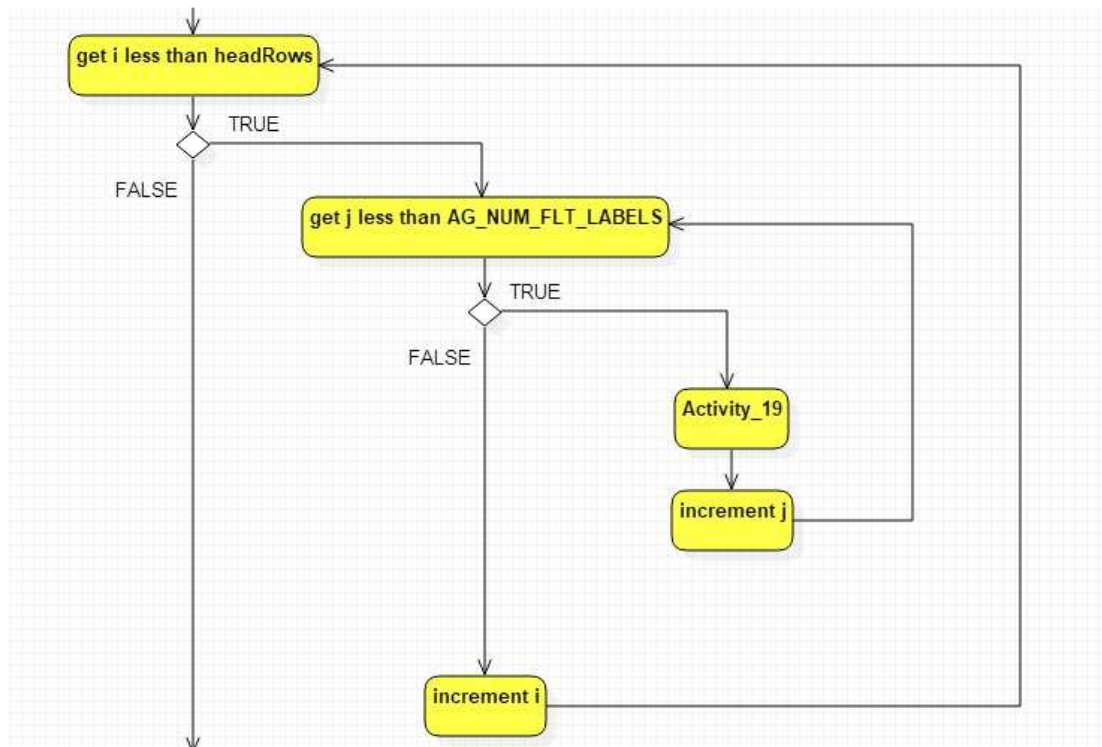 get i less than headRows
TRUE
FALSE
get j less than AG_NUM_FLT_LABELS
TRUE
FALSE
Activity_19
increment j
increment i